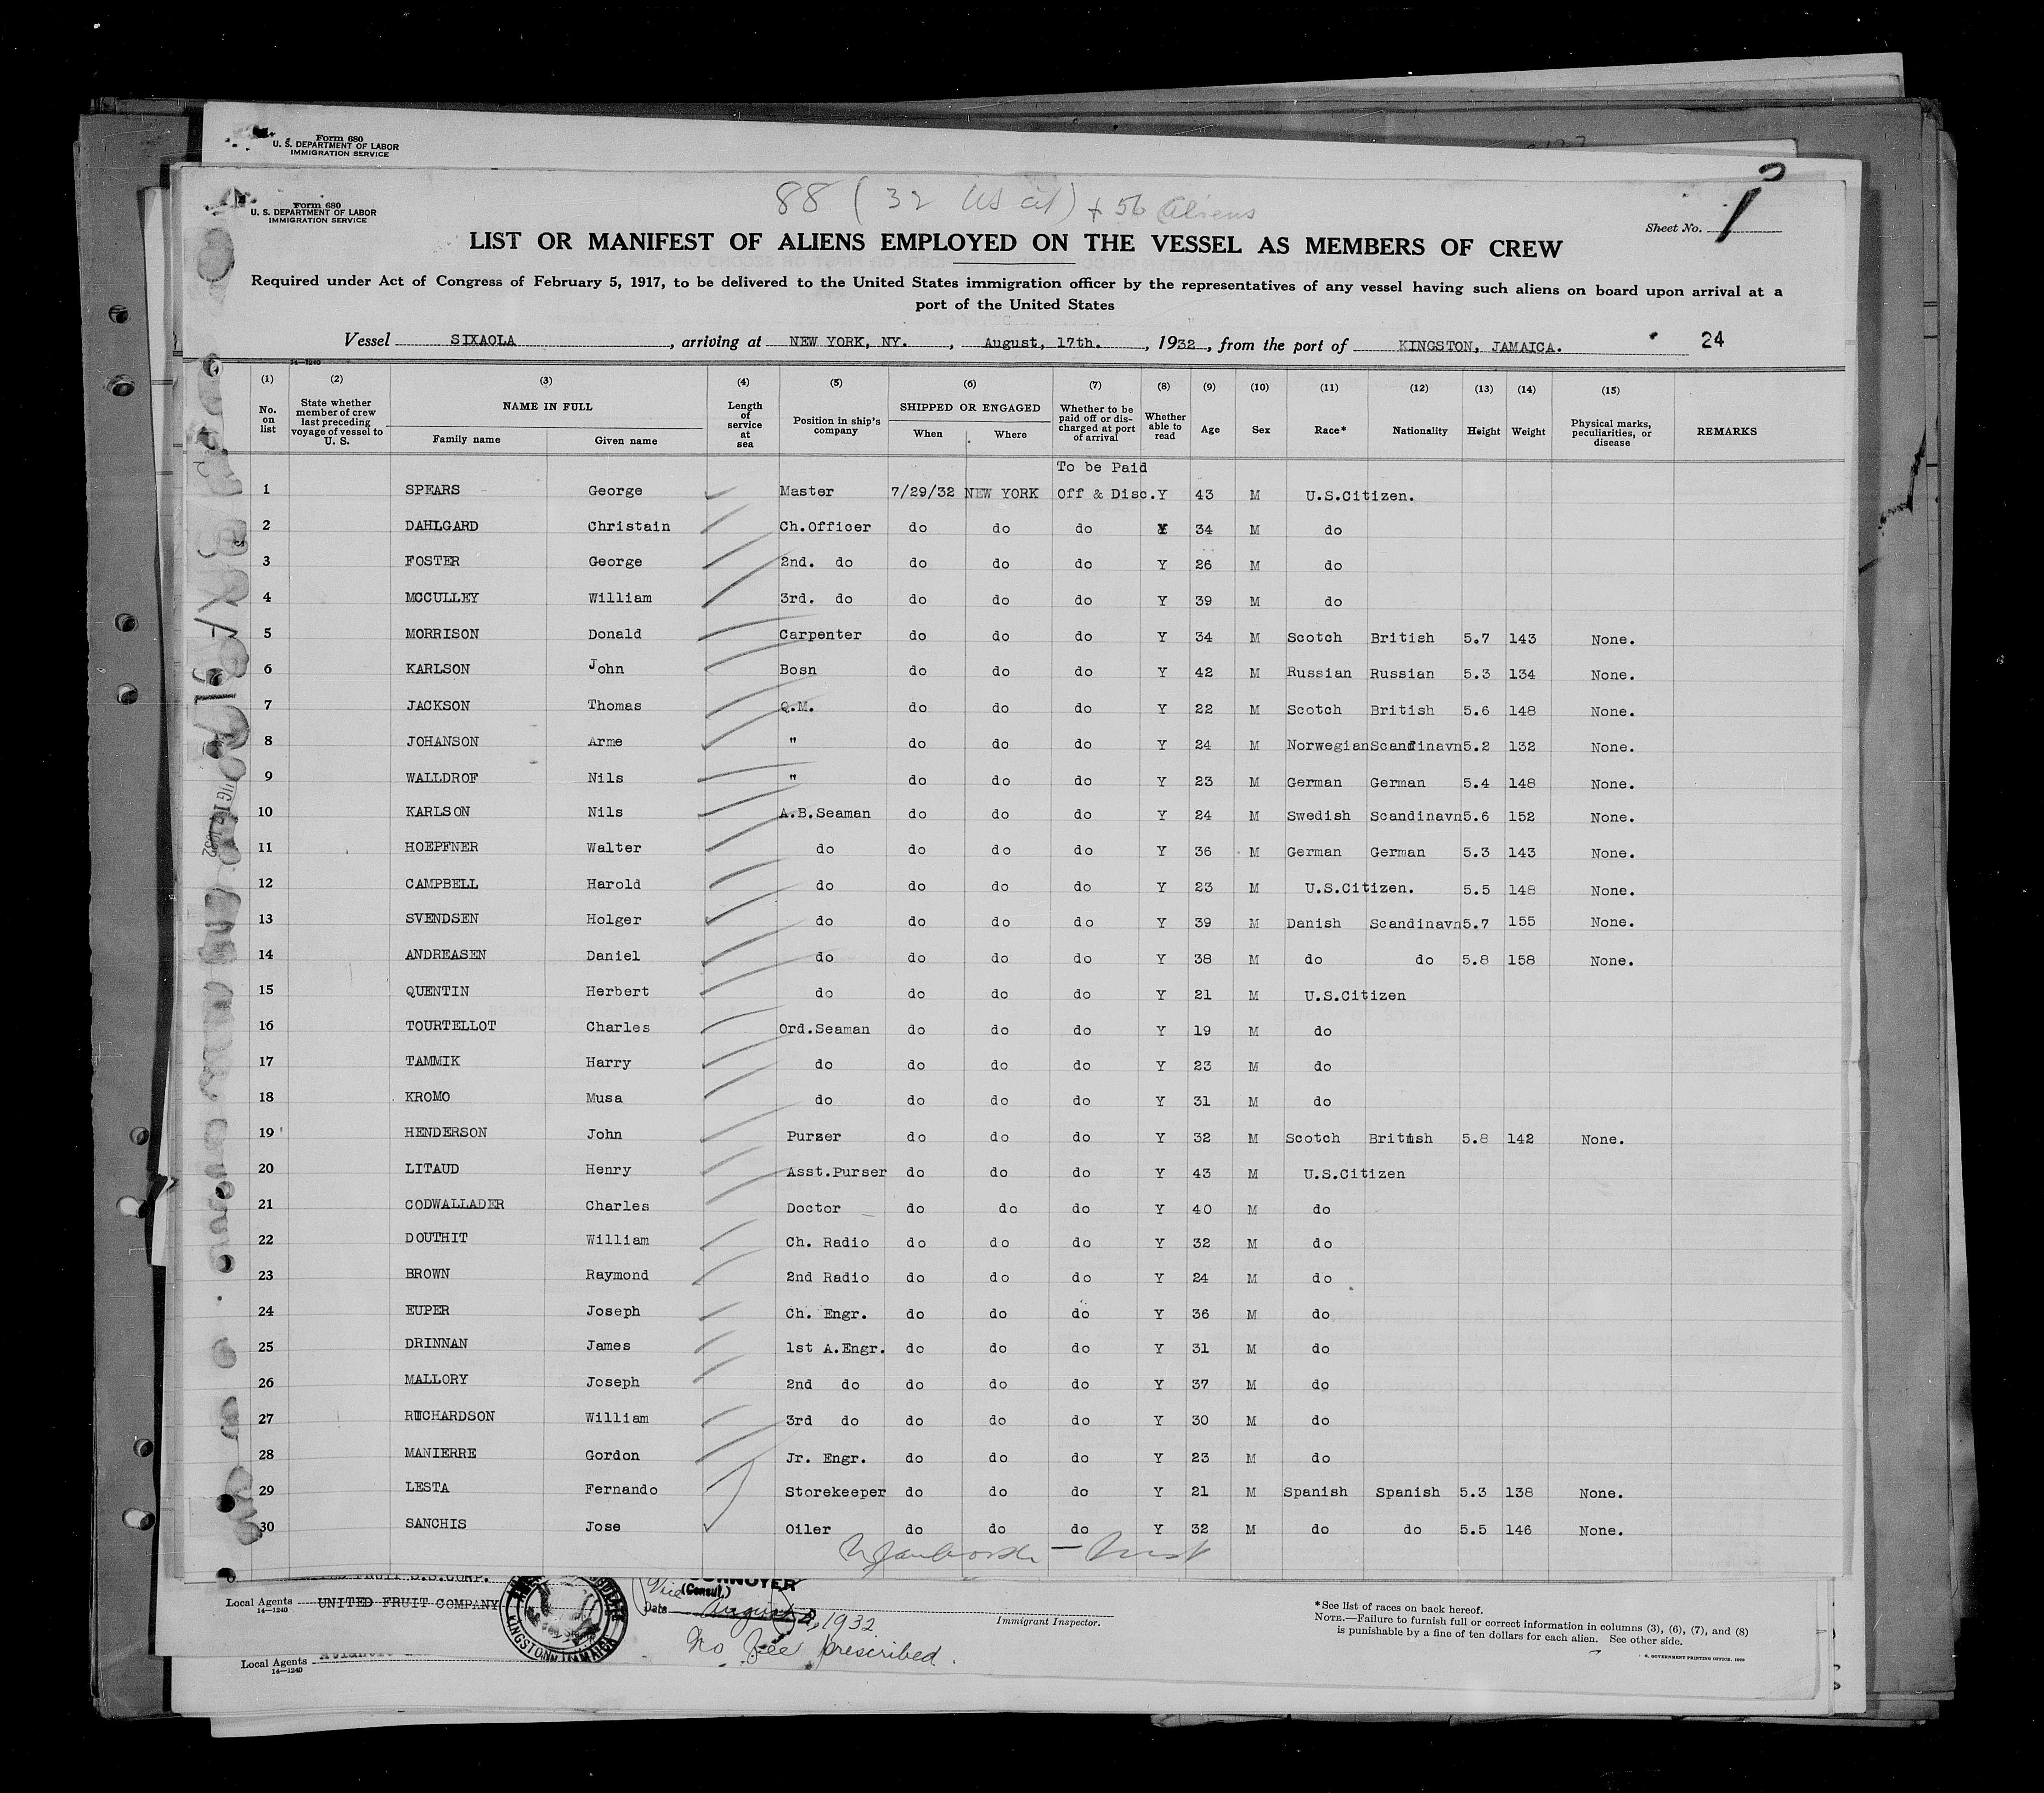 Form 680
U. S. DEPARTMENT OF LABOR
IMMIGRATION SERVICE
Form 680
U. S. DEPARTMENT OF LABOR
IMMIGRATION SERVICE
88 (32 US cit) + 56 Aliens
Sheet No. 1
LIST OR MANIFEST OF ALIENS EMPLOYED ON THE VESSEL AS MEMBERS OF CREW
Required under Act of Congress of February 5, 1917, to be delivered to the United States immigration officer by the representatives of any vessel having such aliens on board upon arrival at a
port of the United States
Vessel SIXAOLA, arriving at NEW YORK, NY., August, 17th., 1932, from the port of KINGSTON, JAMAICA. 24
14—1240
(1) (2) (3) (4) (5) (6) (7) (8) (9) (10) (11) (12) (13) (14) (15)
No. on list State whether member of crew last preceding voyage of vessel to U. S. NAME IN FULL Family name Given name Length of service at sea Position in ship's company SHIPPED OR ENGAGED When Where Whether to be paid off or discharged at port of arrival Whether able to read Age Sex Race* Nationality Height Weight Physical marks, peculiarities, or disease REMARKS
To be Paid
1 SPEARS George Master 7/29/32 NEW YORK Off & Disc. Y 43 M U.S.Citizen.
2 DAHLGARD Christain Ch.Officer do do do Y 34 M do
3 FOSTER George 2nd. do do do do Y 26 M do
4 MCCULLEY William 3rd. do do do do Y 39 M do
5 MORRISON Donald Carpenter do do do Y 34 M Scotch British 5.7 143 None.
6 KARLSON John Bosn do do do Y 42 M Russian Russian 5.3 134 None.
7 JACKSON Thomas Q.M. do do do Y 22 M Scotch British 5.6 148 None.
8 JOHANSON Arme " do do do Y 24 M Norwegian Scandinavn 5.2 132 None.
9 WALLDROF Nils " do do do Y 23 M German German 5.4 148 None.
10 KARLSON Nils A.B.Seaman do do do Y 24 M Swedish Scandinavn 5.6 152 None.
11 HOEPFNER Walter do do do do Y 36 M German German 5.3 143 None.
12 CAMPBELL Harold do do do do Y 23 M U.S.Citizen. 5.5 148 None.
13 SVENDSEN Holger do do do do Y 39 M Danish Scandinavn 5.7 155 None.
14 ANDREASEN Daniel do do do do Y 38 M do do 5.8 158 None.
15 QUENTIN Herbert do do do do Y 21 M U.S.Citizen
16 TOURTELLOT Charles Ord.Seaman do do do Y 19 M do
17 TAMMIK Harry do do do do Y 23 M do
18 KROMO Musa do do do do Y 31 M do
19 HENDERSON John Purser do do do Y 32 M Scotch British 5.8 142 None.
20 LITAUD Henry Asst.Purser do do do Y 43 M U.S.Citizen
21 CODWALLADER Charles Doctor do do do Y 40 M do
22 DOUTHIT William Ch. Radio do do do Y 32 M do
23 BROWN Raymond 2nd Radio do do do Y 24 M do
24 EUPER Joseph Ch. Engr. do do do Y 36 M do
25 DRINNAN James 1st A.Engr. do do do Y 31 M do
26 MALLORY Joseph 2nd do do do do Y 37 M do
27 RICHARDSON William 3rd do do do do Y 30 M do
28 MANIERRE Gordon Jr. Engr. do do do Y 23 M do
29 LESTA Fernando Storekeeper do do do Y 21 M Spanish Spanish 5.3 138 None.
30 SANCHIS Jose Oiler do do do Y 32 M do do 5.5 146 None.
FRUIT S.S.CORP.
Local Agents UNITED FRUIT COMPANY
14—1240
KINGSTON JAMAICA
Vice (Consul.)
Date August 1932
No fee prescribed.
Immigrant Inspector.
*See list of races on back hereof.
NOTE.—Failure to furnish full or correct information in columns (3), (6), (7), and (8)
is punishable by a fine of ten dollars for each alien. See other side.
Local Agents
14—1240